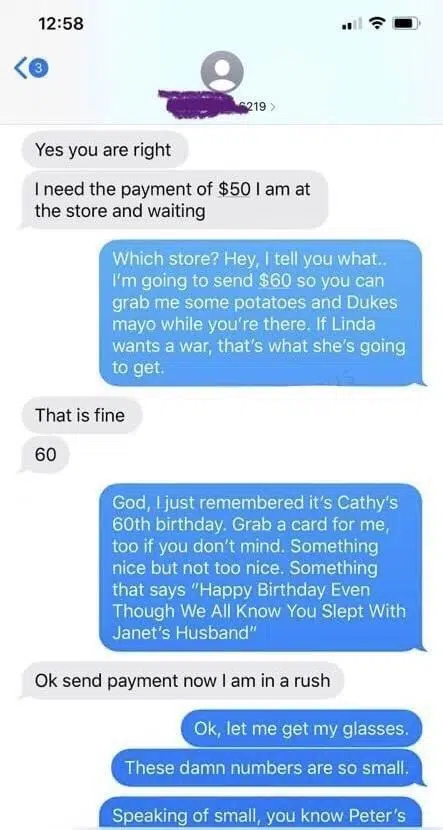 12:58
3
6219 >
Yes you are right
I need the payment of $50 I am at
the store and waiting
Which store? Hey, I tell you what..
I'm going to send $60 so you can
grab me some potatoes and Dukes
mayo while you're there. If Linda
wants a war, that's what she's going
to get.
That is fine
60
God, I just remembered it's Cathy's
60th birthday. Grab a card for me,
too if you don't mind. Something
nice but not too nice. Something
that says "Happy Birthday Even
Though We All Know You Slept With
Janet's Husband"
Ok send payment now I am in a rush
Ok, let me get my glasses.
These damn numbers are so small.
Speaking of small, you know Peter's